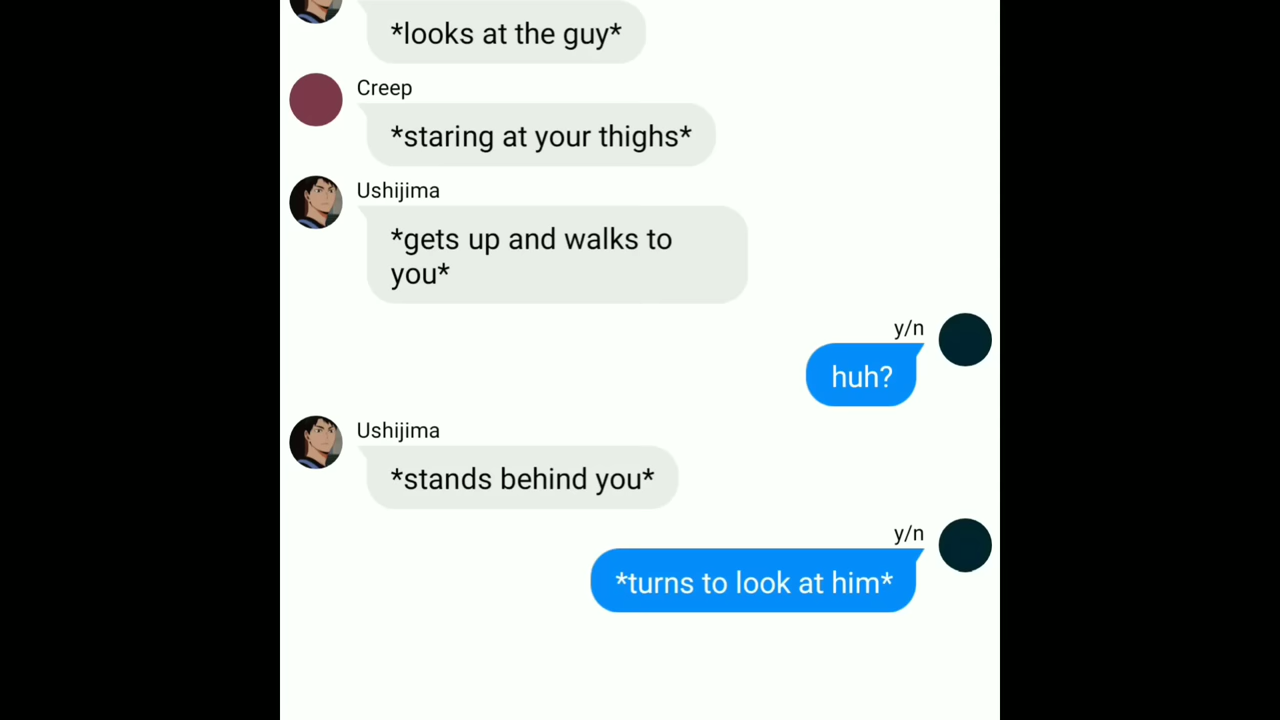 *looks at the guy*
Creep
*staring at your thighs*
Ushijima
*gets up and walks to
you*
y/n
huh?
Ushijima
*stands behind you*
y/n
*turns to look at him*